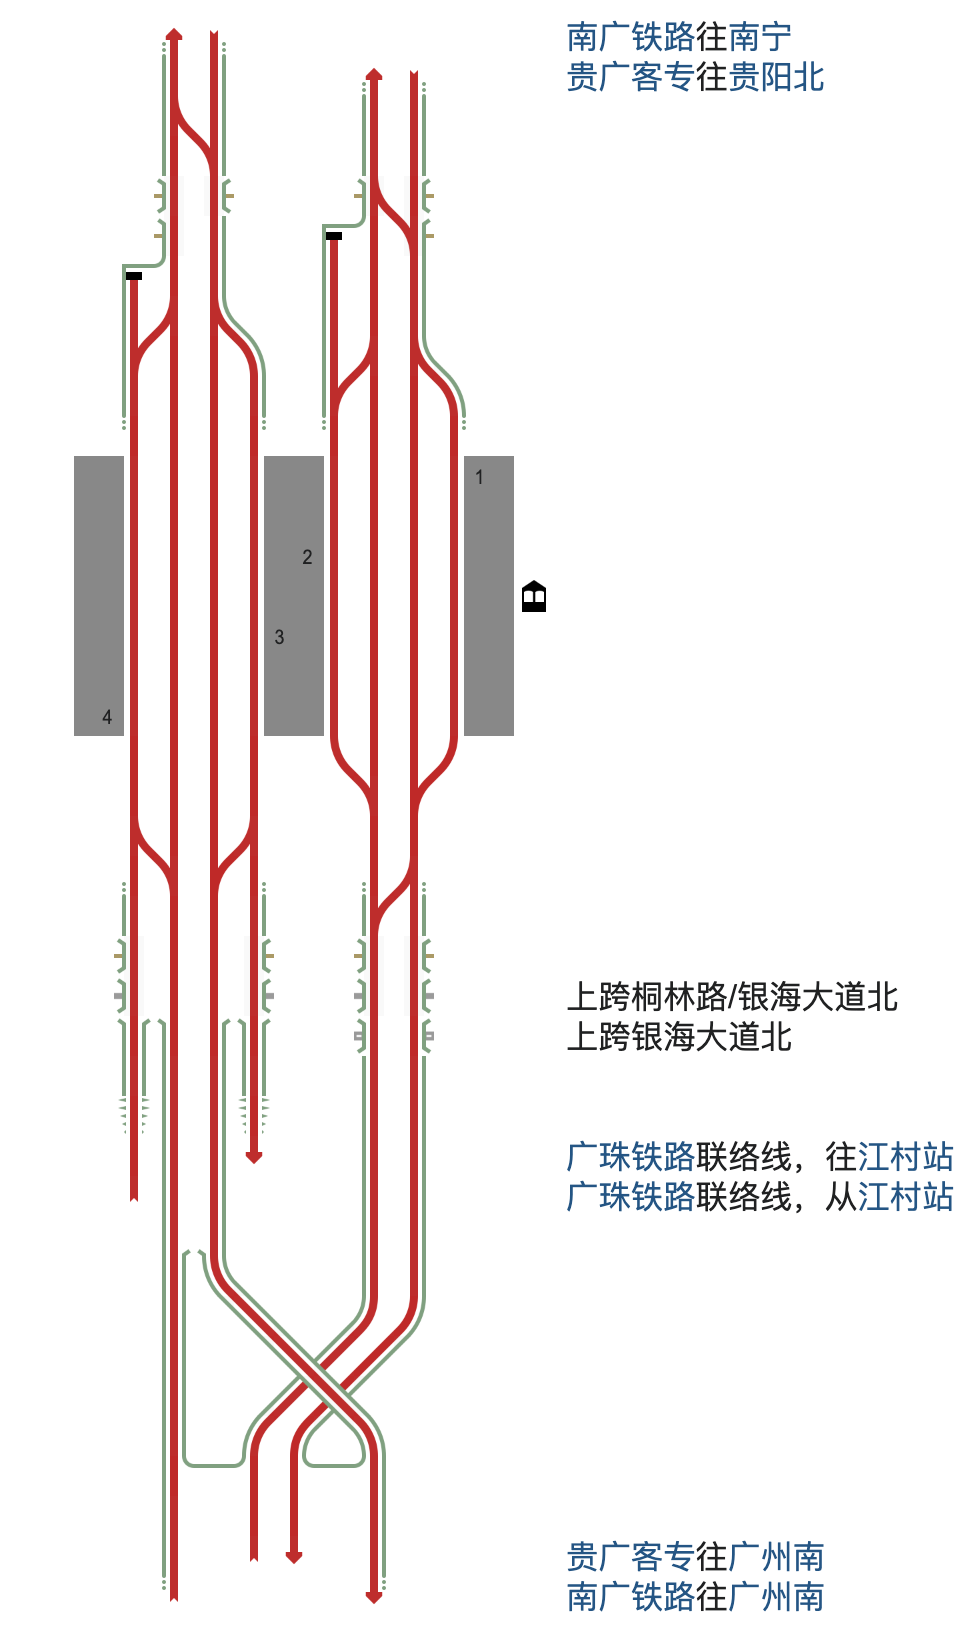 南广铁路往南宁
贵广客专往贵阳北
1
2
3
4
上跨桐林路/银海大道北
上跨银海大道北
广珠铁路联络线，往江村站
广珠铁路联络线，从江村站
贵广客专往广州南
南广铁路往广州南